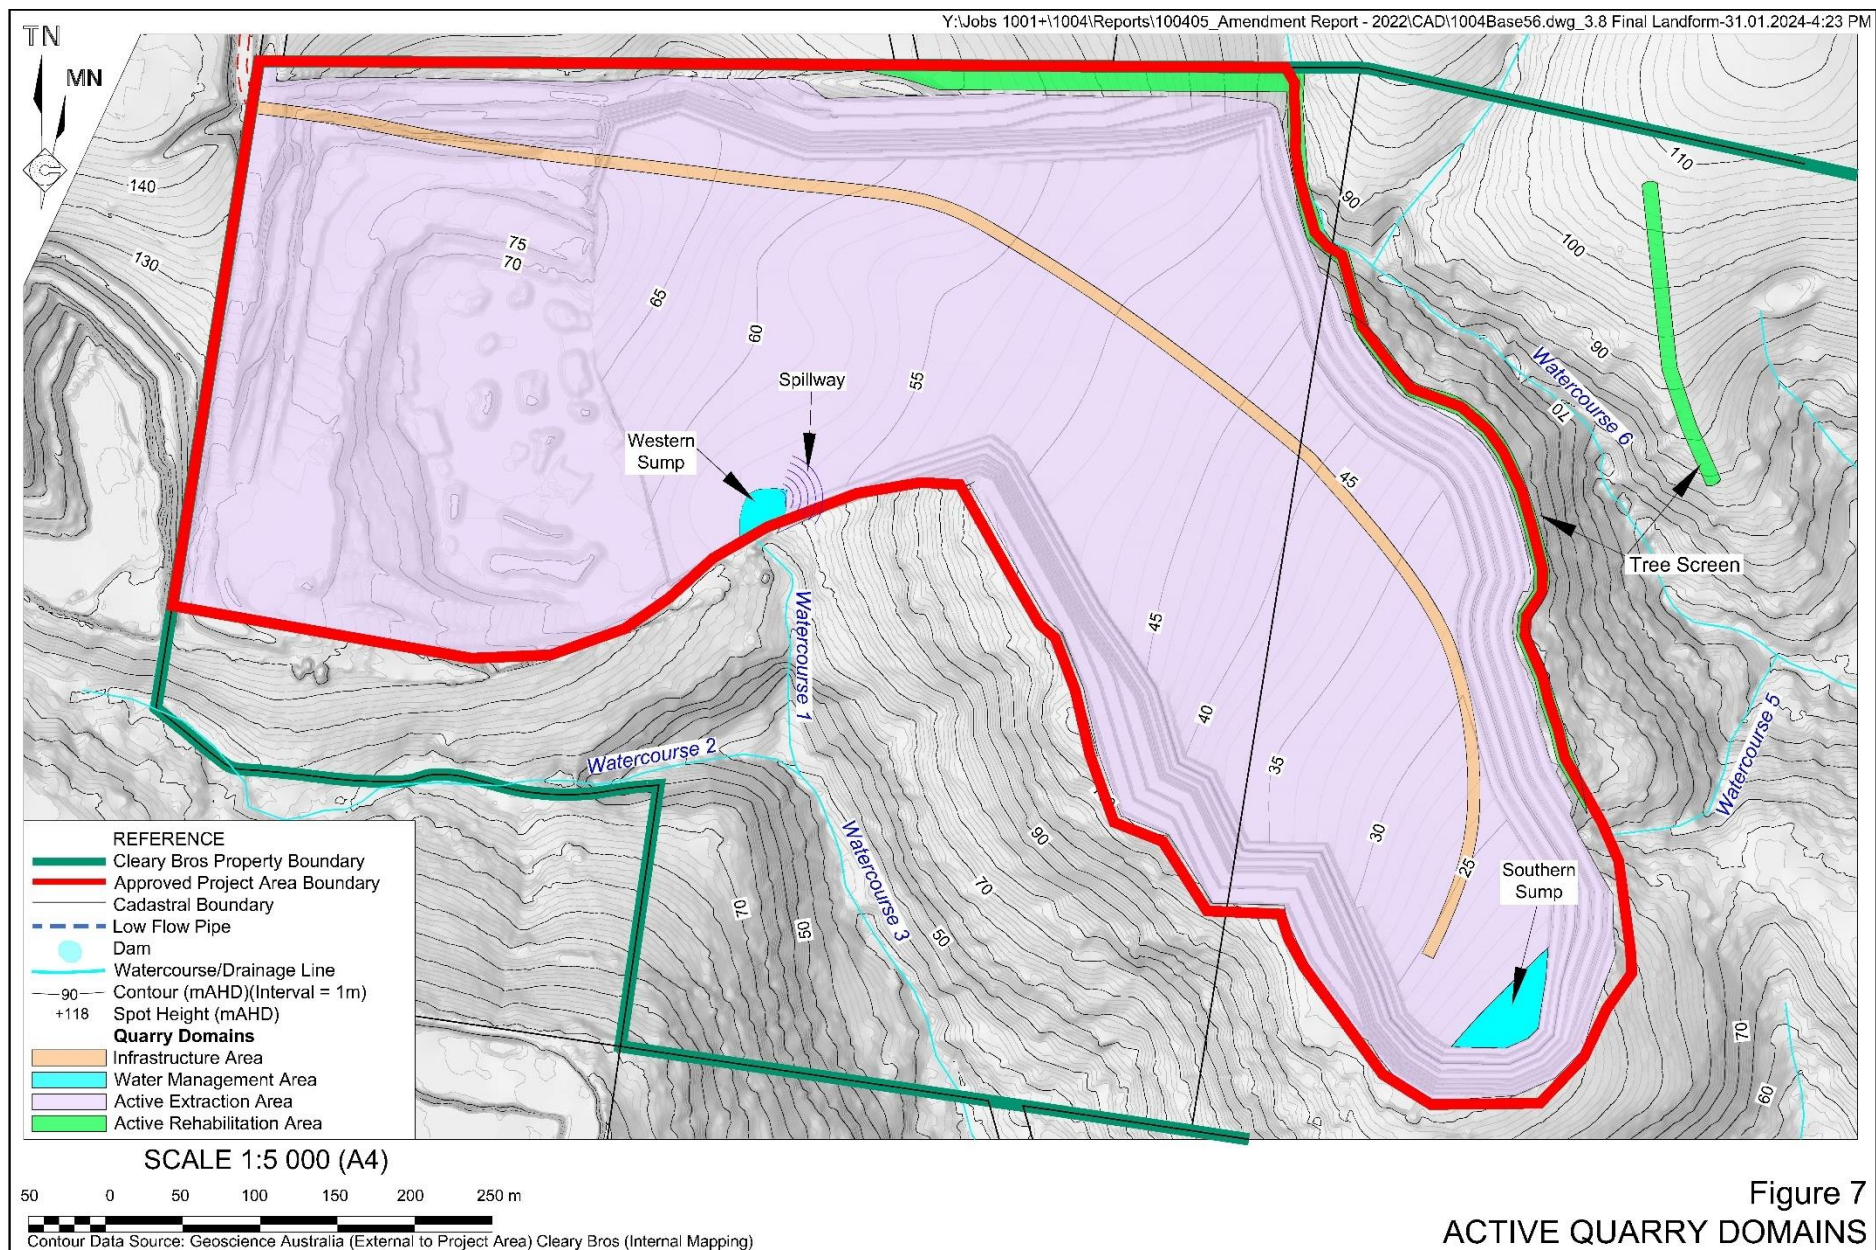 Y:\Jobs 1001+\1004\Reports\100405_Amendment Report - 2022\CAD\1004Base56.dwg_3.8 Final Landform-31.01.2024-4:23 PM
TN
MN
110
140
90
130
100
75
70
65
60
55
90
Watercourse 6
70
Spillway
Western
Sump
45
Tree Screen
Watercourse 1
45
40
35
30
25
Watercourse 2
Watercourse 5
Watercourse 3
90
70
50
70
50
Southern
Sump
70
60
REFERENCE
Cleary Bros Property Boundary
Approved Project Area Boundary
Cadastral Boundary
Low Flow Pipe
Dam
Watercourse/Drainage Line
90 Contour (mAHD)(Interval = 1m)
+118 Spot Height (mAHD)
Quarry Domains
Infrastructure Area
Water Management Area
Active Extraction Area
Active Rehabilitation Area
SCALE 1:5 000 (A4)
50 0 50 100 150 200 250 m
Contour Data Source: Geoscience Australia (External to Project Area) Cleary Bros (Internal Mapping)
Figure 7
ACTIVE QUARRY DOMAINS